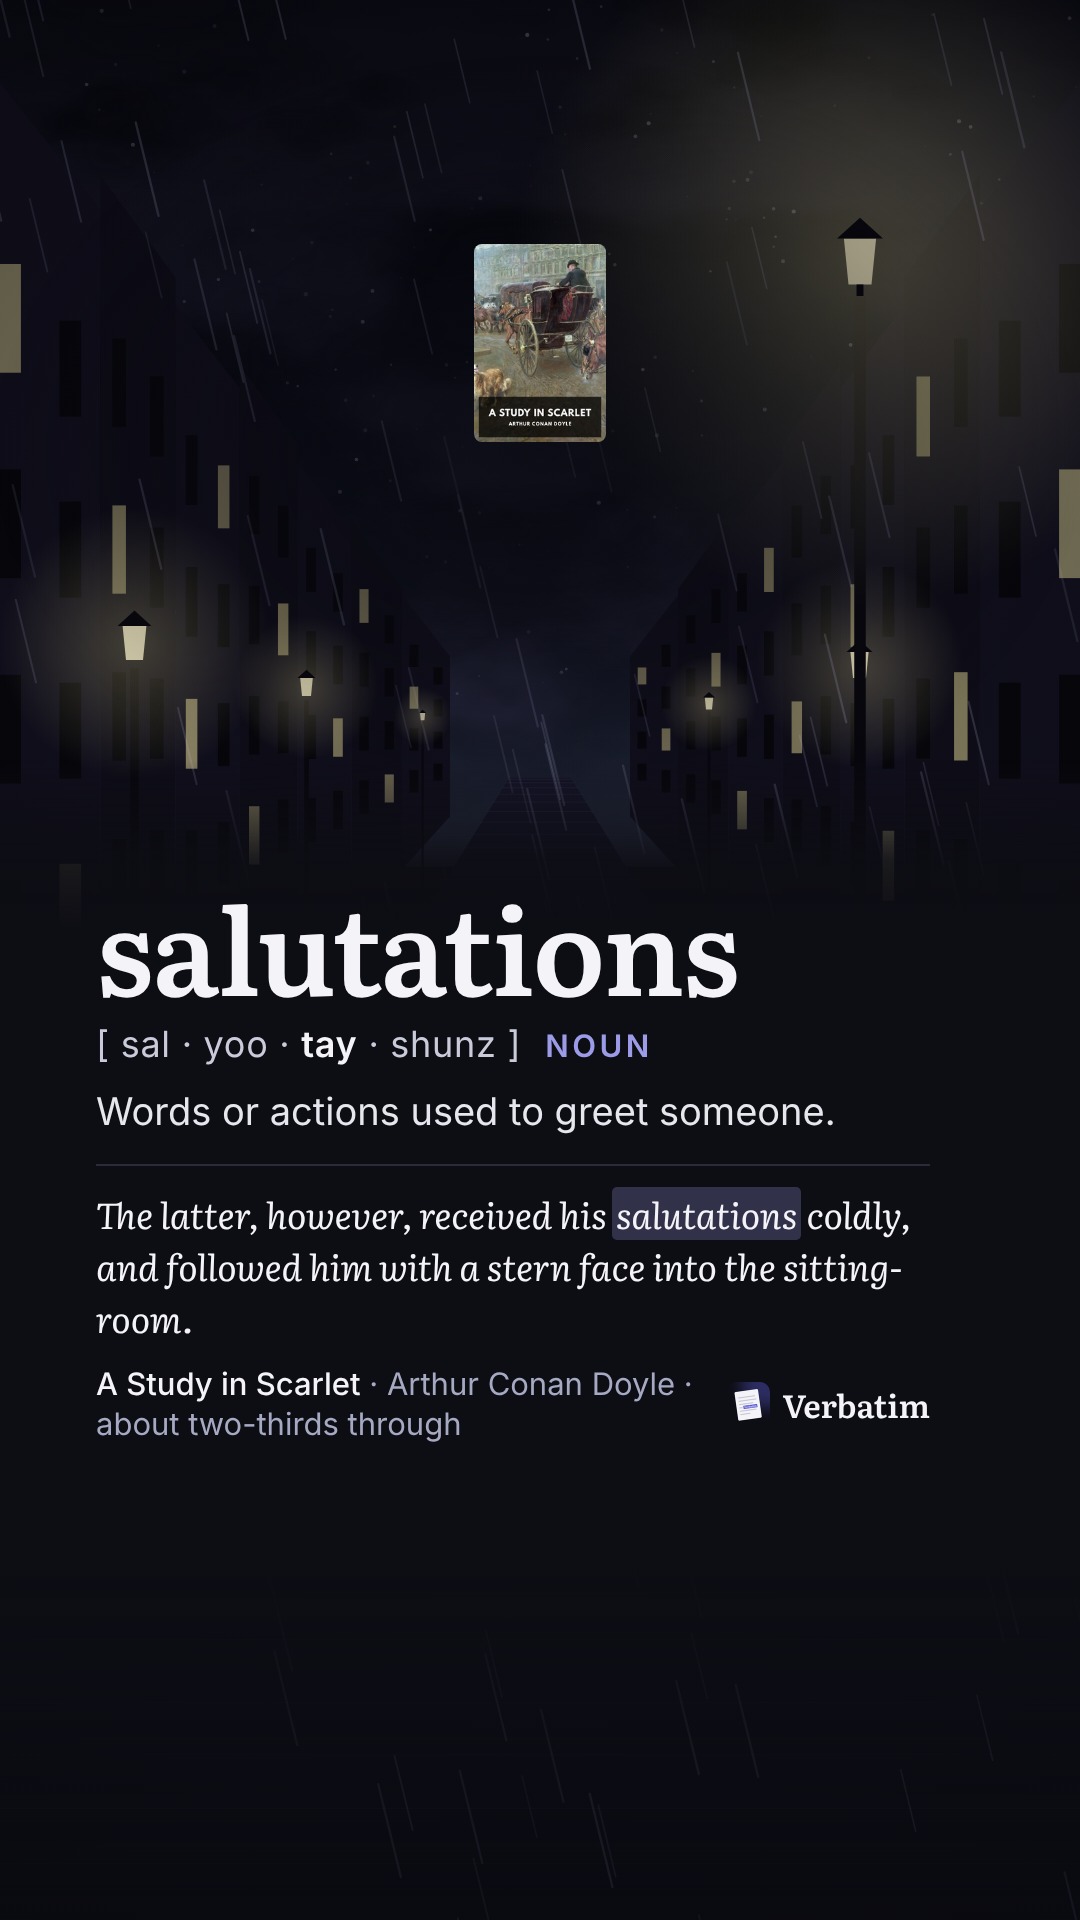 A STUDY IN SCARLET
ARTHUR CONAN DOYLE
salutations
[ sal · yoo · tay · shunz ] NOUN
Words or actions used to greet someone.
The latter, however, received his salutations coldly,
and followed him with a stern face into the sitting-
room.
A Study in Scarlet · Arthur Conan Doyle ·
about two-thirds through
Verbatim